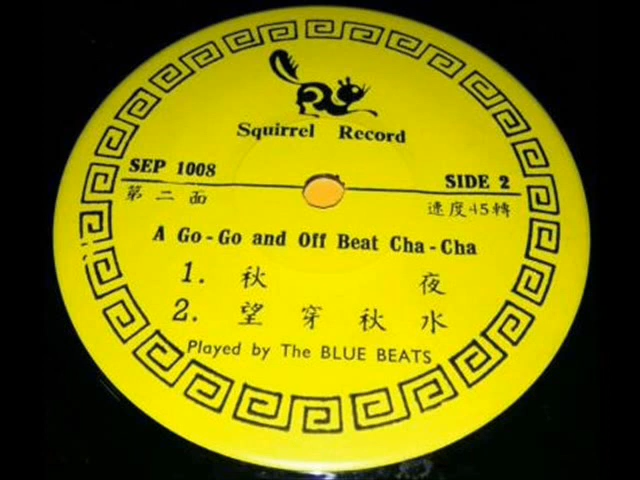 Squirrel Record
SEP 1008 SIDE 2
第二面 速度45轉
A Go-Go and Off Beat Cha-Cha
1. 秋夜
2. 望穿秋水
Played by The BLUE BEATS